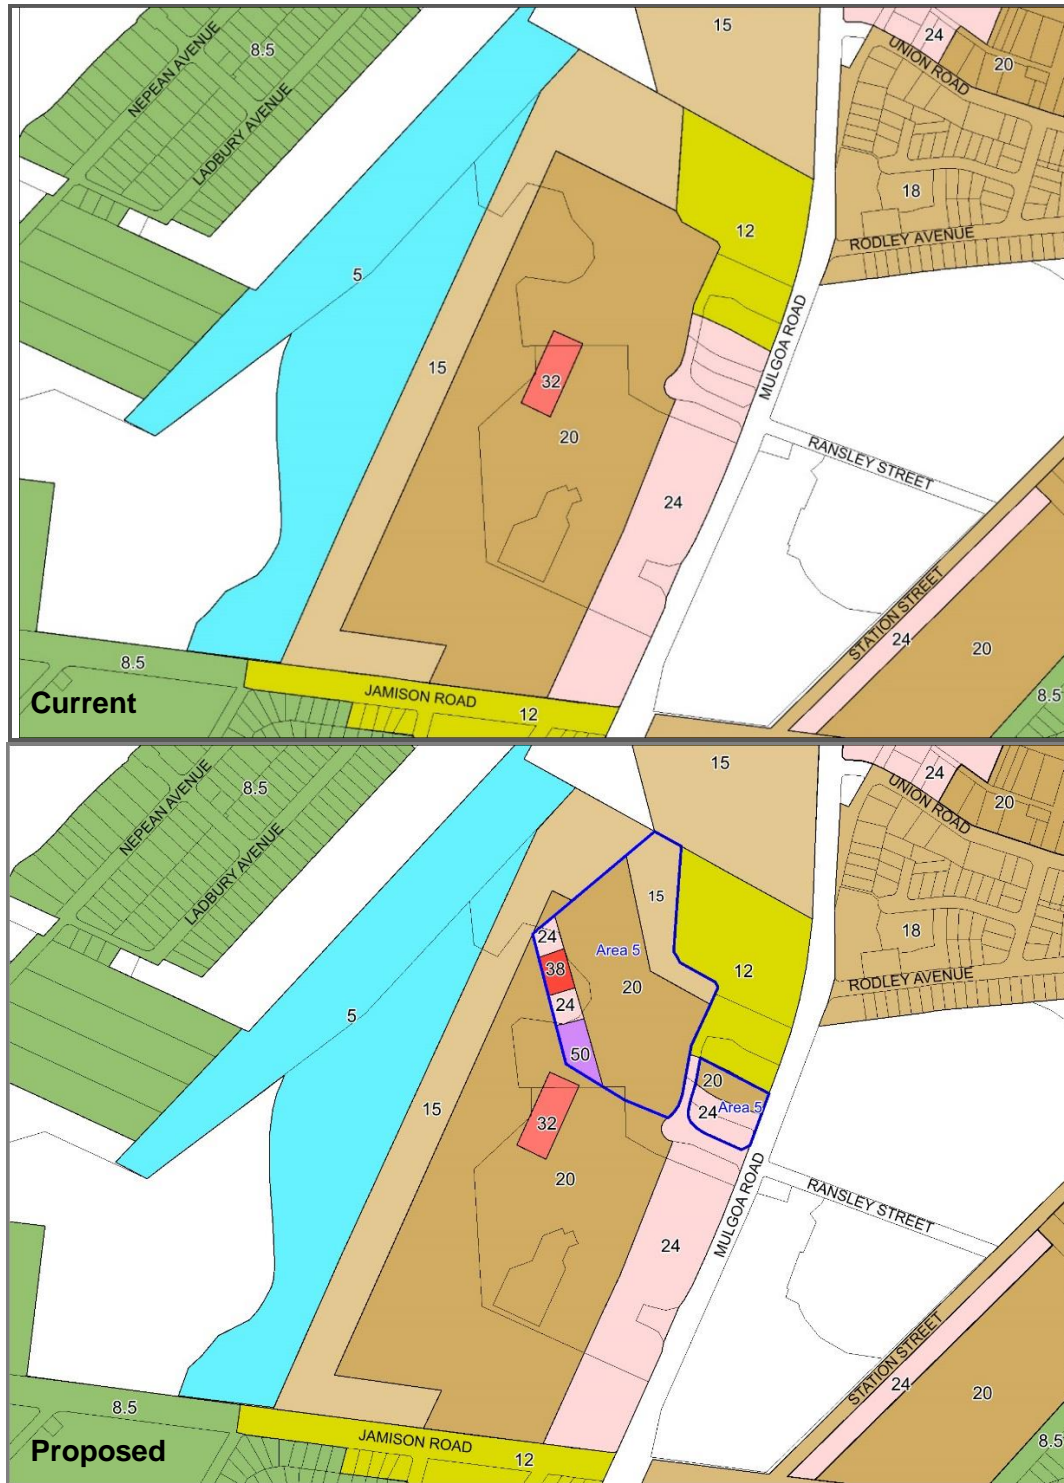 15
24
UNION ROAD
20
8.5
NEPEAN AVENUE
LADBURY AVENUE
18
12
RODLEY AVENUE
5
MULGOA ROAD
15
32
20
RANSLEY STREET
24
STATION STREET
24
20
8.5
8.5
JAMISON ROAD
12
Current
15
24
UNION ROAD
20
8.5
NEPEAN AVENUE
LADBURY AVENUE
15
18
24
Area 5
38
12
RODLEY AVENUE
20
24
5
50
20
15
24
Area 5
32
MULGOA ROAD
20
RANSLEY STREET
24
STATION STREET
24
20
8.5
8.5
JAMISON ROAD
12
Proposed